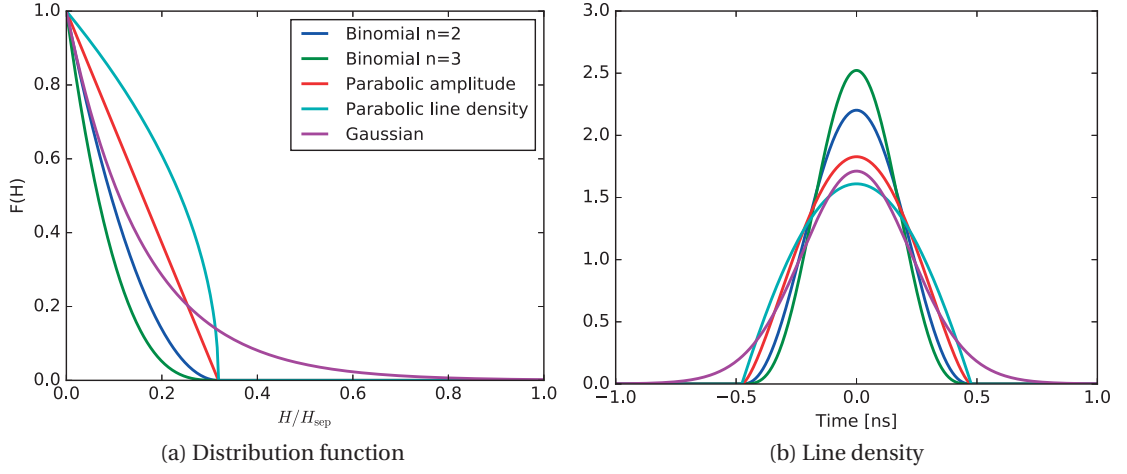 1.0
0.8
0.6
0.4
0.2
0.0
F(H)
Binomial n=2
Binomial n=3
Parabolic amplitude
Parabolic line density
Gaussian
0.0 0.2 0.4 0.6 0.8 1.0
H/H_sep
(a) Distribution function
3.0
2.5
2.0
1.5
1.0
0.5
0.0
−1.0 −0.5 0.0 0.5 1.0
Time [ns]
(b) Line density